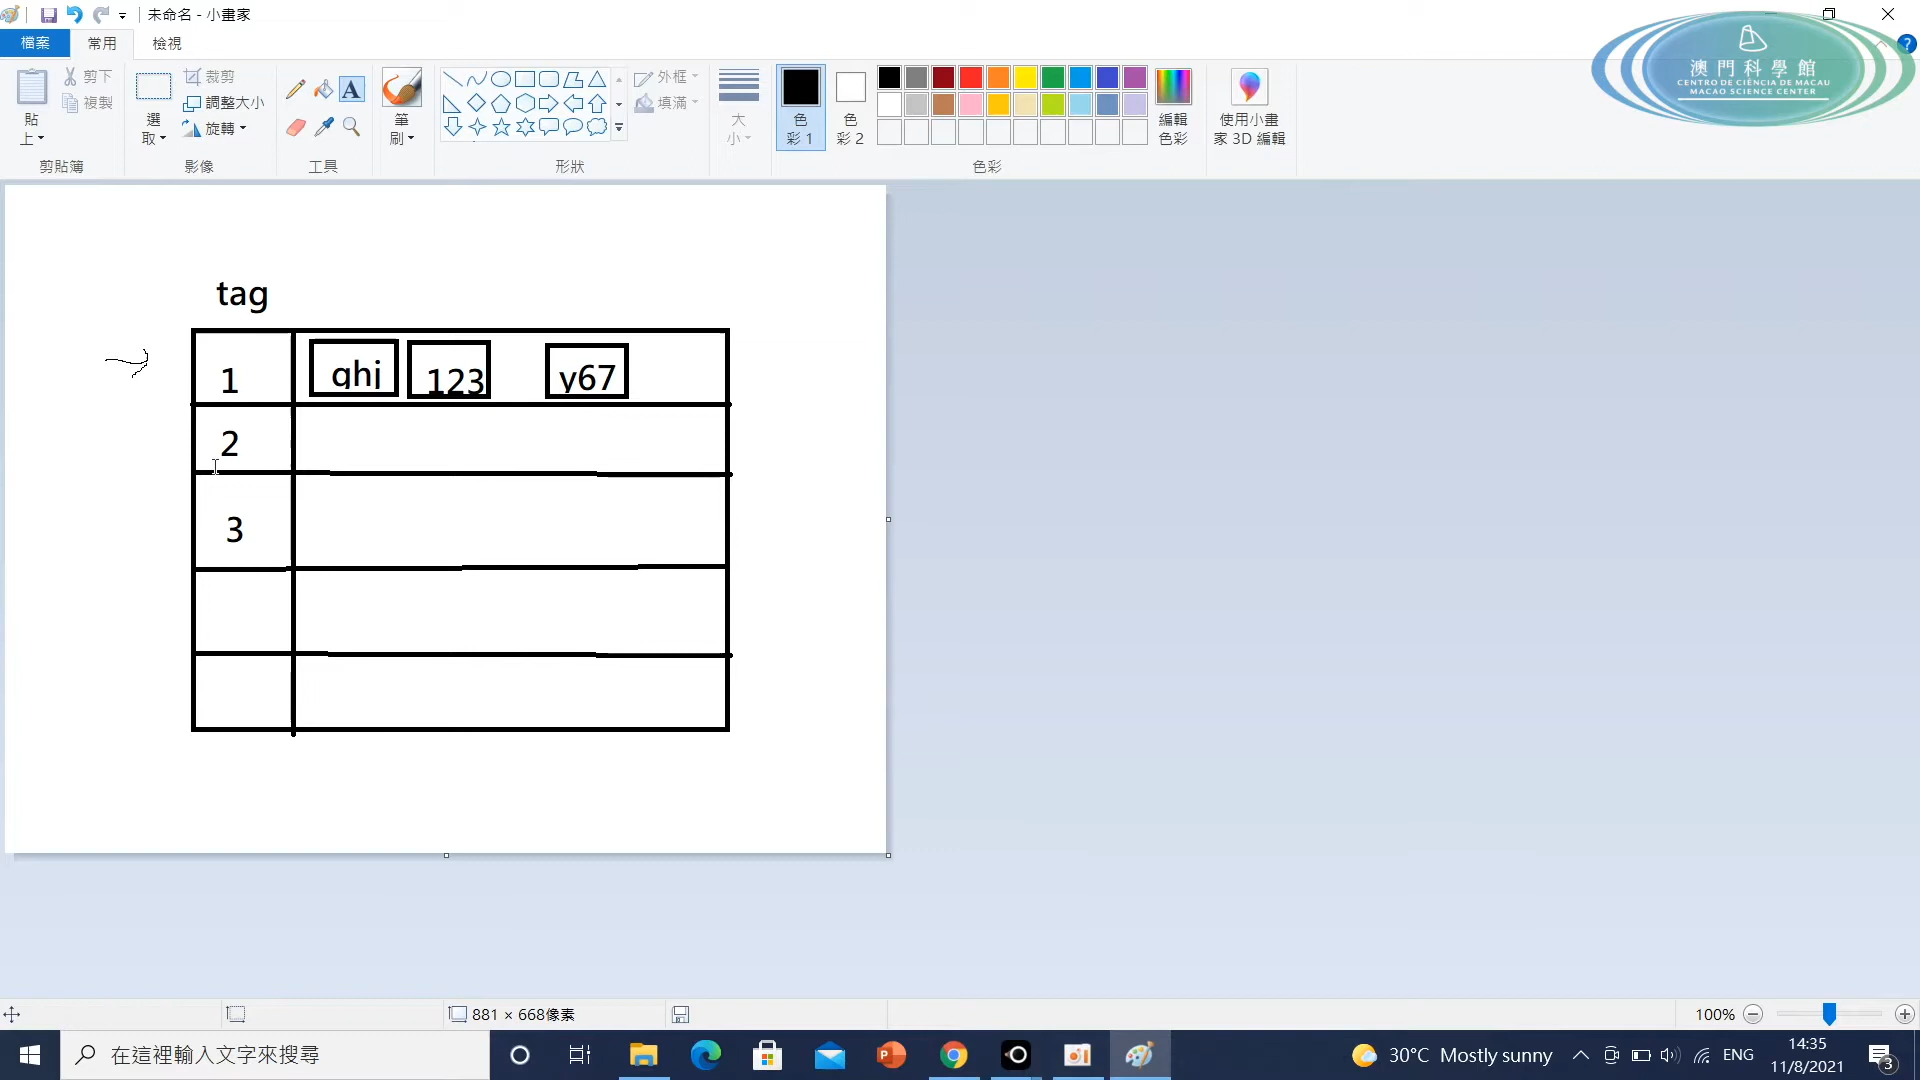 未命名 - 小畫家
檔案 常用 檢視
貼上
剪下
複製
剪貼簿
選取
裁剪
調整大小
旋轉
影像
A
工具
筆刷
形狀
外框
填滿
大小
色彩 1
色彩 2
色彩
編輯色彩
使用小畫家 3D 編輯
澳門科學館
CENTRO DE CIÊNCIA DE MACAU
MACAO SCIENCE CENTER
?
tag
1 ghi 123 y67
2
3
881 × 668像素
100%
在這裡輸入文字來搜尋
30°C Mostly sunny
ENG
14:35
11/8/2021
3